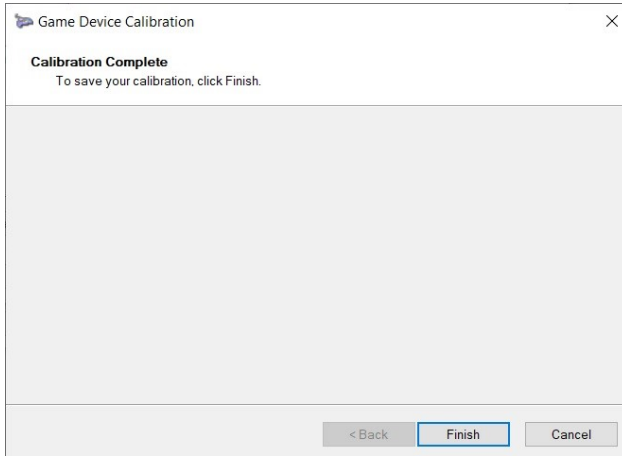 Game Device Calibration
Calibration Complete
To save your calibration, click Finish.
< Back
Finish
Cancel